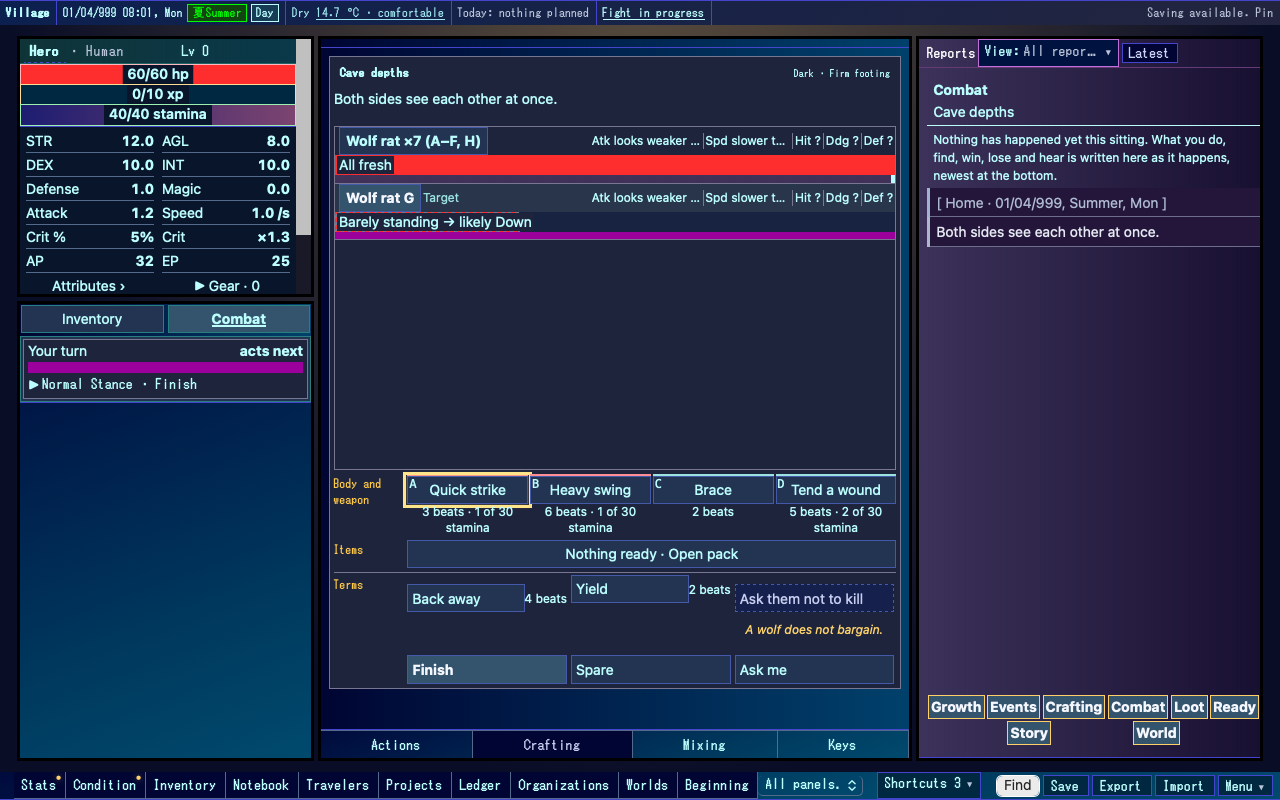 Village 01/04/999 08:01, Mon 夏Summer Day Dry 14.7 °C · comfortable Today: nothing planned Fight in progress Saving available. Pin
Hero · Human Lv 0
60/60 hp
0/10 xp
40/40 stamina
STR 12.0 AGL 8.0
DEX 10.0 INT 10.0
Defense 1.0 Magic 0.0
Attack 1.2 Speed 1.0 /s
Crit % 5% Crit ×1.3
AP 32 EP 25
Attributes › ▶ Gear · 0
Inventory Combat
Your turn acts next
▶Normal Stance · Finish
Cave depths Dark · Firm footing
Both sides see each other at once.
Wolf rat ×7 (A–F, H) Atk looks weaker ... Spd slower t... Hit ? Ddg ? Def ?
All fresh
Wolf rat G Target Atk looks weaker ... Spd slower t... Hit ? Ddg ? Def ?
Barely standing → likely Down
Body and weapon
A Quick strike B Heavy swing C Brace D Tend a wound
3 beats · 1 of 30 stamina 6 beats · 1 of 30 stamina 2 beats 5 beats · 2 of 30 stamina
Items Nothing ready · Open pack
Terms Back away 4 beats Yield 2 beats Ask them not to kill
A wolf does not bargain.
Finish Spare Ask me
Actions Crafting Mixing Keys
Reports View: All repor... ▾ Latest
Combat
Cave depths
Nothing has happened yet this sitting. What you do,
find, win, lose and hear is written here as it happens,
newest at the bottom.
[ Home · 01/04/999, Summer, Mon ]
Both sides see each other at once.
Growth Events Crafting Combat Loot Ready
Story World
Stats Condition Inventory Notebook Travelers Projects Ledger Organizations Worlds Beginning All panels. Shortcuts 3 ▾ Find Save Export Import Menu ▾